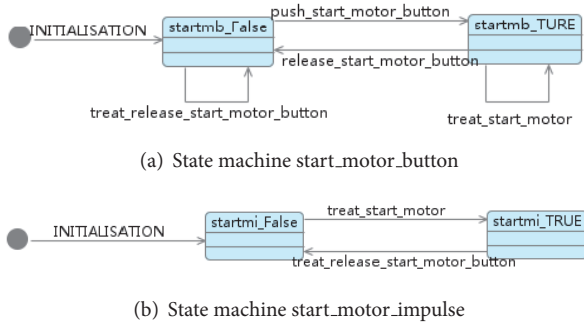 INITIALISATION
startmb_False
push_start_motor_button
startmb_TURE
release_start_motor_button
treat_release_start_motor_button
treat_start_motor
(a) State machine start_motor_button
INITIALISATION
startmi_False
treat_start_motor
startmi_TRUE
treat_release_start_motor_button
(b) State machine start_motor_impulse